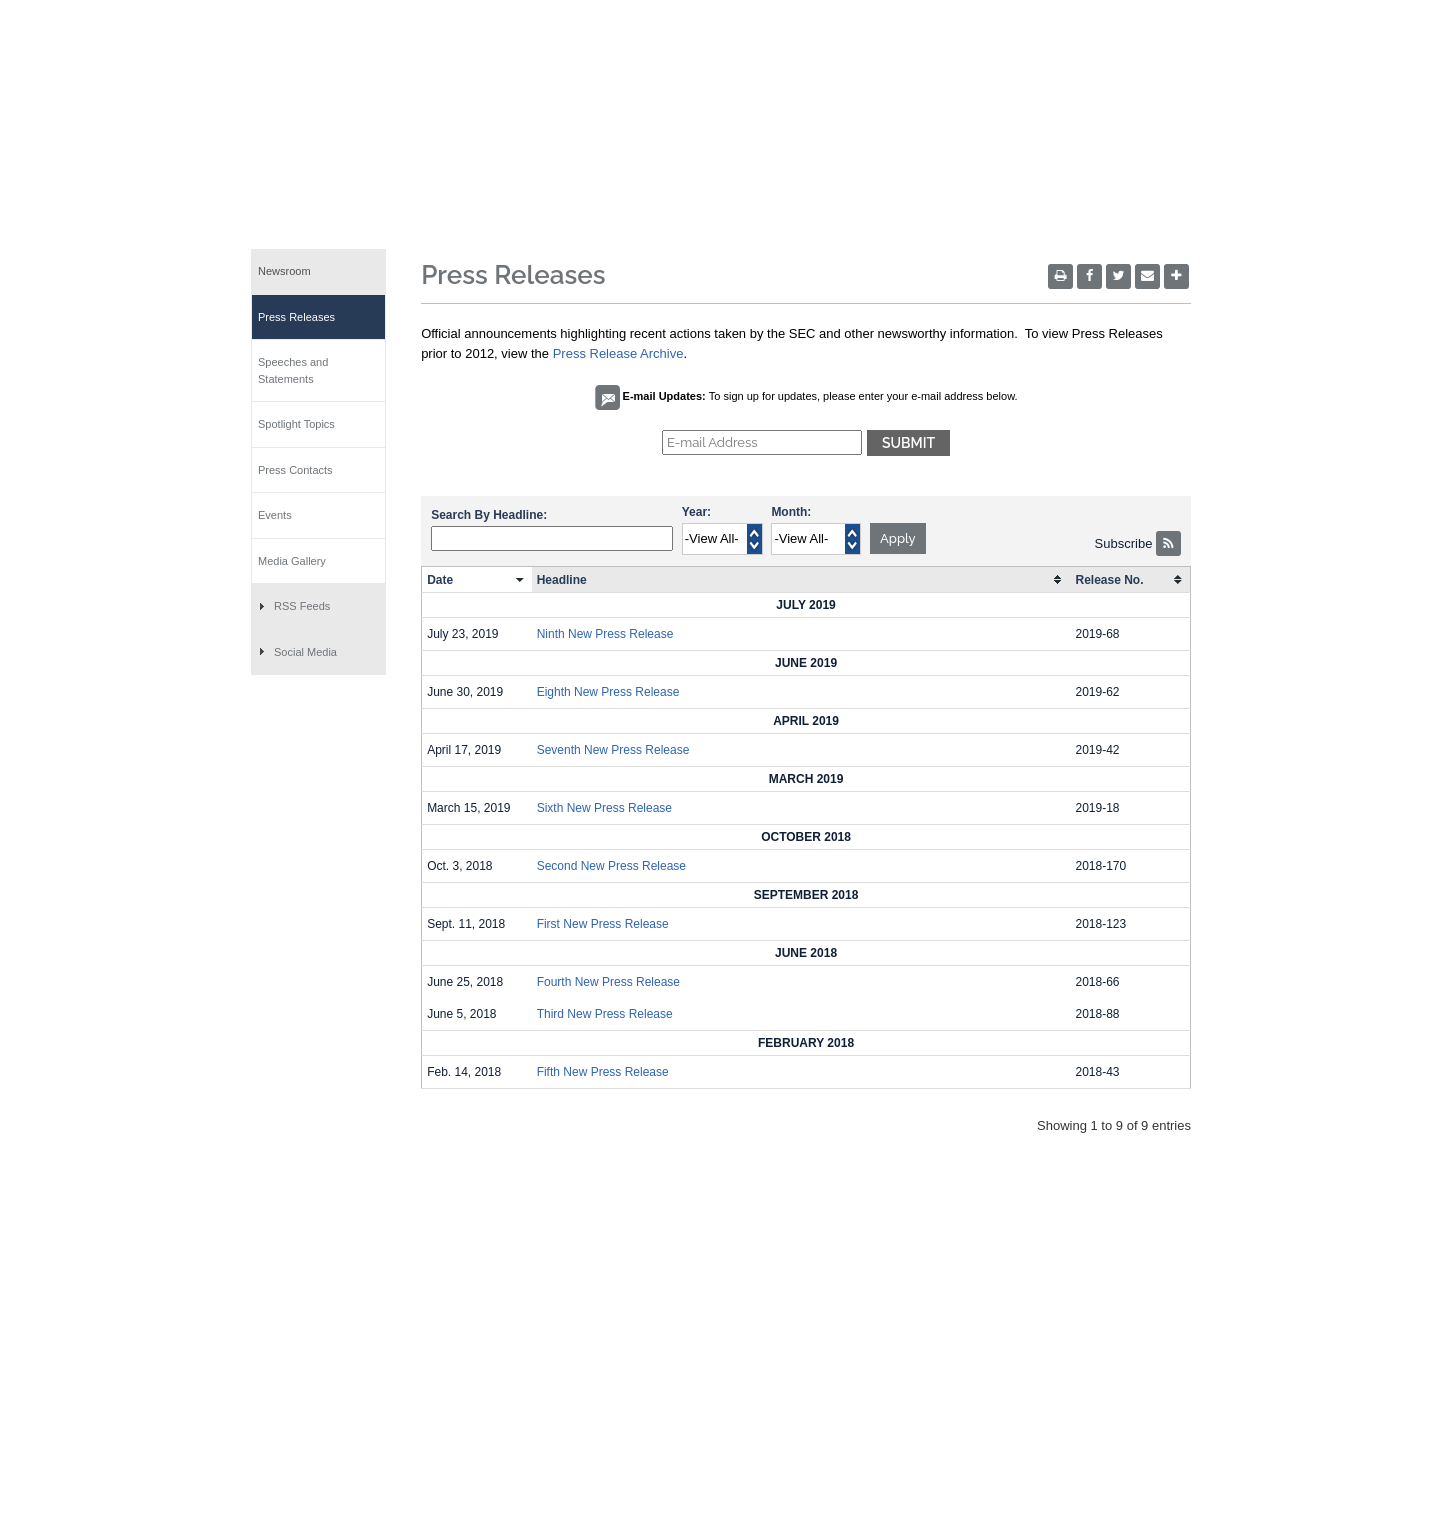 Newsroom
Press Releases
Speeches and
Statements
Spotlight Topics
Press Contacts
Events
Media Gallery
RSS Feeds
Social Media
Press Releases
Official announcements highlighting recent actions taken by the SEC and other newsworthy information.  To view Press Releases
prior to 2012, view the Press Release Archive.
E-mail Updates: To sign up for updates, please enter your e-mail address below.
E-mail Address SUBMIT
Search By Headline: Year: Month:
-View All- -View All- Apply Subscribe
Date Headline Release No.
JULY 2019
July 23, 2019 Ninth New Press Release 2019-68
JUNE 2019
June 30, 2019 Eighth New Press Release 2019-62
APRIL 2019
April 17, 2019 Seventh New Press Release 2019-42
MARCH 2019
March 15, 2019 Sixth New Press Release 2019-18
OCTOBER 2018
Oct. 3, 2018 Second New Press Release 2018-170
SEPTEMBER 2018
Sept. 11, 2018 First New Press Release 2018-123
JUNE 2018
June 25, 2018 Fourth New Press Release 2018-66
June 5, 2018 Third New Press Release 2018-88
FEBRUARY 2018
Feb. 14, 2018 Fifth New Press Release 2018-43
Showing 1 to 9 of 9 entries